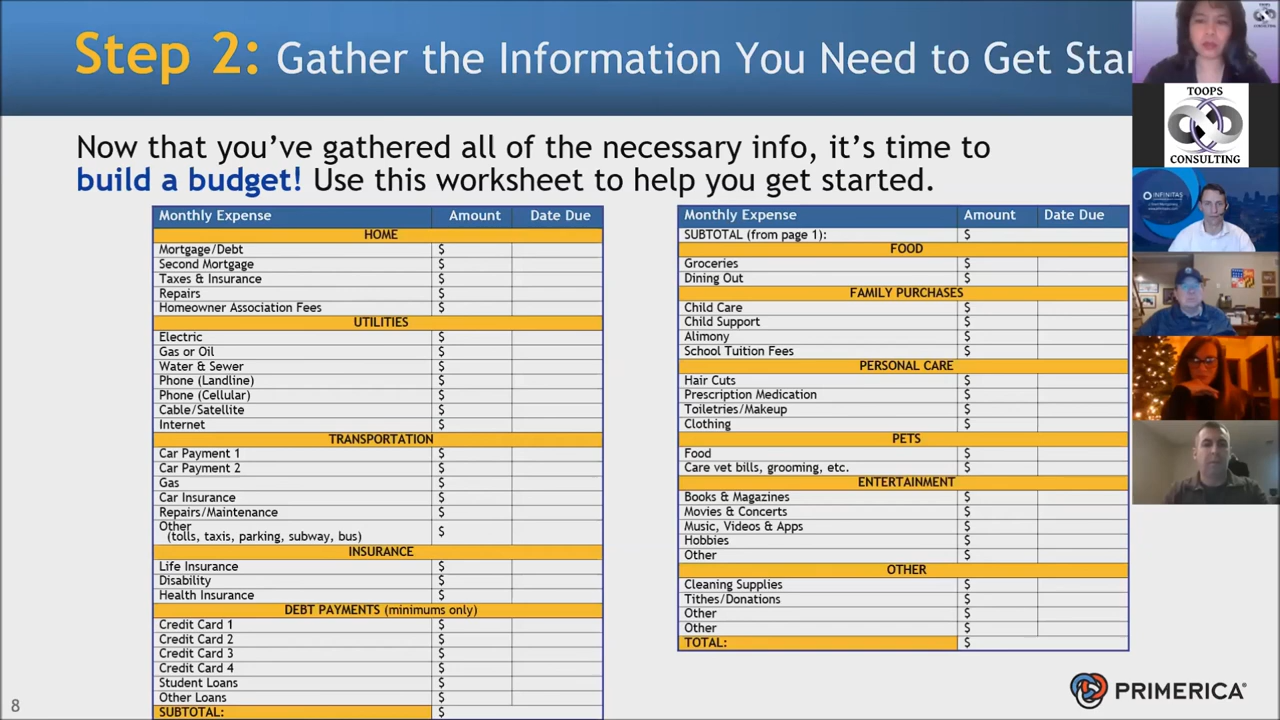 Step 2: Gather the Information You Need to Get Star
Now that you've gathered all of the necessary info, it's time to
build a budget! Use this worksheet to help you get started.
Monthly Expense Amount Date Due
HOME
Mortgage/Debt $
Second Mortgage $
Taxes & Insurance $
Repairs $
Homeowner Association Fees $
UTILITIES
Electric $
Gas or Oil $
Water & Sewer $
Phone (Landline) $
Phone (Cellular) $
Cable/Satellite $
Internet $
TRANSPORTATION
Car Payment 1 $
Car Payment 2 $
Gas $
Car Insurance $
Repairs/Maintenance $
Other
(tolls, taxis, parking, subway, bus) $
INSURANCE
Life Insurance $
Disability $
Health Insurance $
DEBT PAYMENTS (minimums only)
Credit Card 1 $
Credit Card 2 $
Credit Card 3 $
Credit Card 4 $
Student Loans $
Other Loans $
SUBTOTAL: $
Monthly Expense Amount Date Due
SUBTOTAL (from page 1): $
FOOD
Groceries $
Dining Out $
FAMILY PURCHASES
Child Care $
Child Support $
Alimony $
School Tuition Fees $
PERSONAL CARE
Hair Cuts $
Prescription Medication $
Toiletries/Makeup $
Clothing $
PETS
Food $
Care vet bills, grooming, etc. $
ENTERTAINMENT
Books & Magazines $
Movies & Concerts $
Music, Videos & Apps $
Hobbies $
Other $
OTHER
Cleaning Supplies $
Tithes/Donations $
Other $
Other $
TOTAL: $
8
PRIMERICA®
TOOPS
CONSULTING
INFINITAS